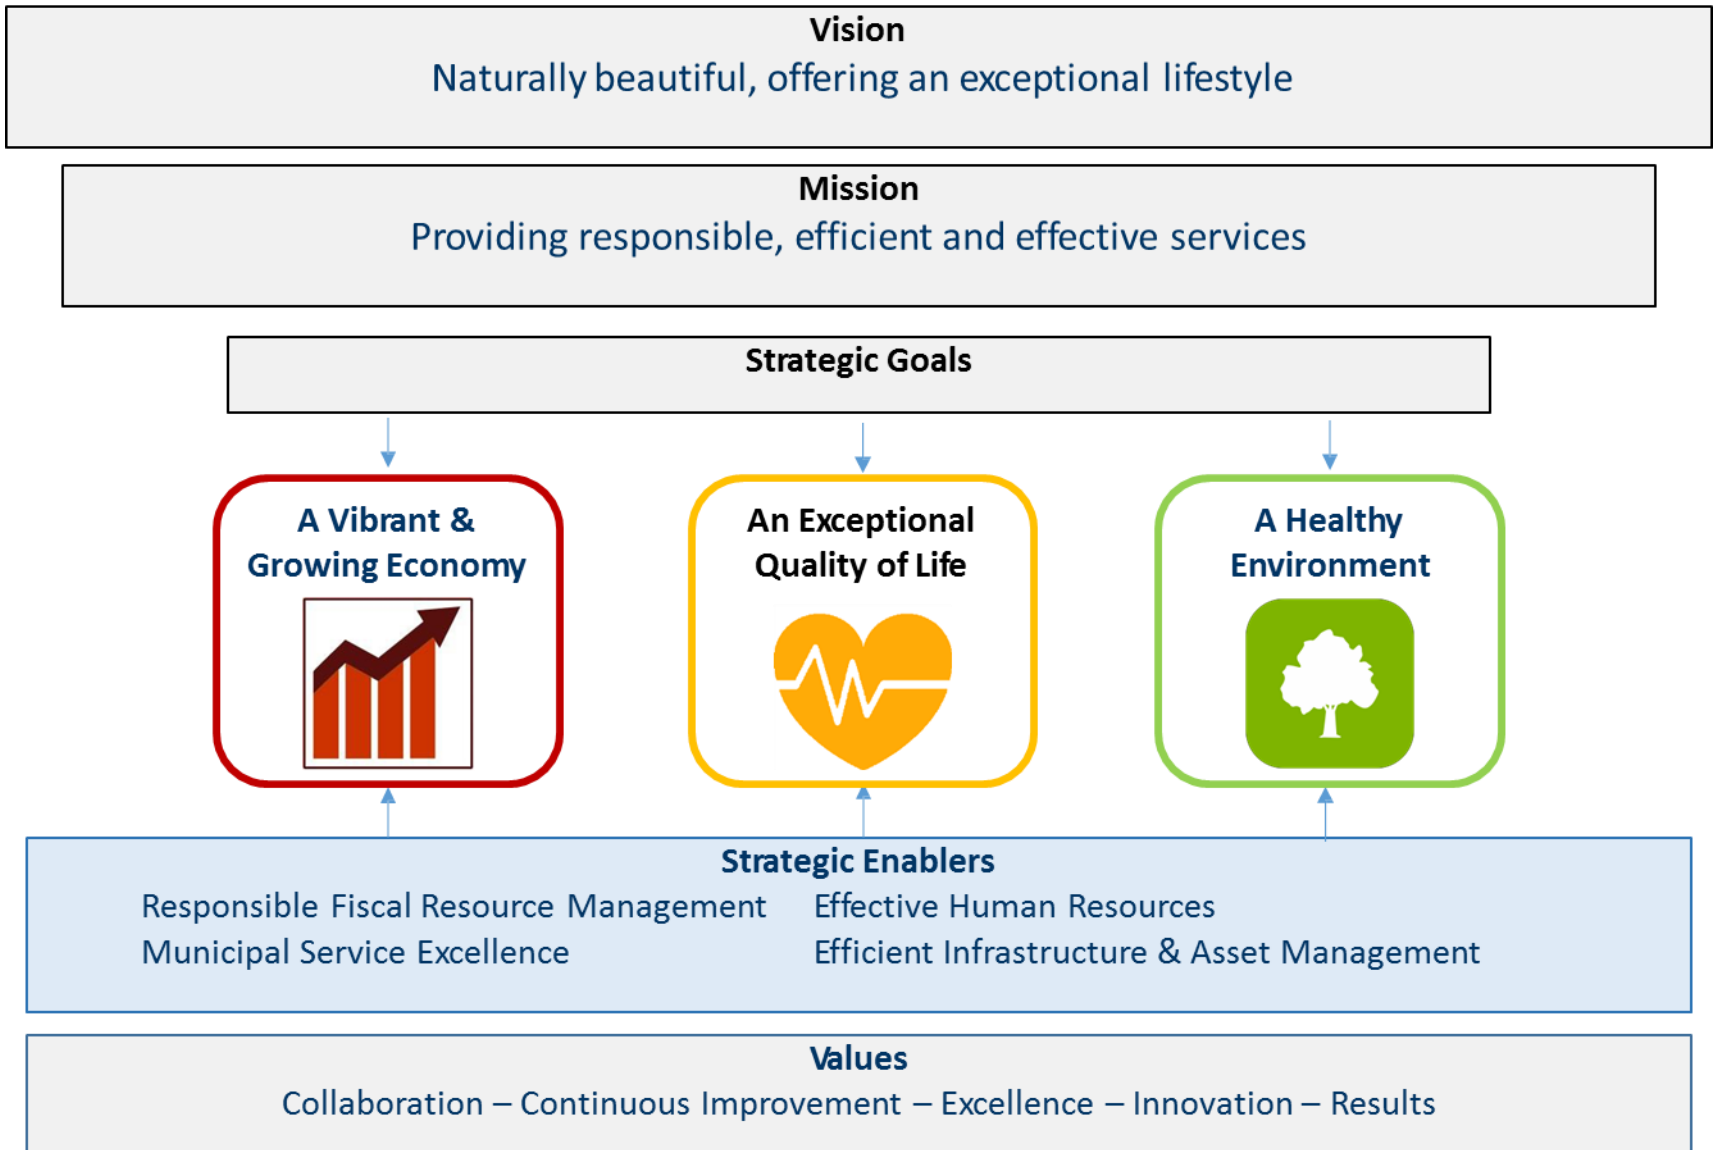 Vision
Naturally beautiful, offering an exceptional lifestyle
Mission
Providing responsible, efficient and effective services
Strategic Goals
A Vibrant &
Growing Economy
An Exceptional
Quality of Life
A Healthy
Environment
Strategic Enablers
Responsible Fiscal Resource Management
Effective Human Resources
Municipal Service Excellence
Efficient Infrastructure & Asset Management
Values
Collaboration – Continuous Improvement – Excellence – Innovation – Results